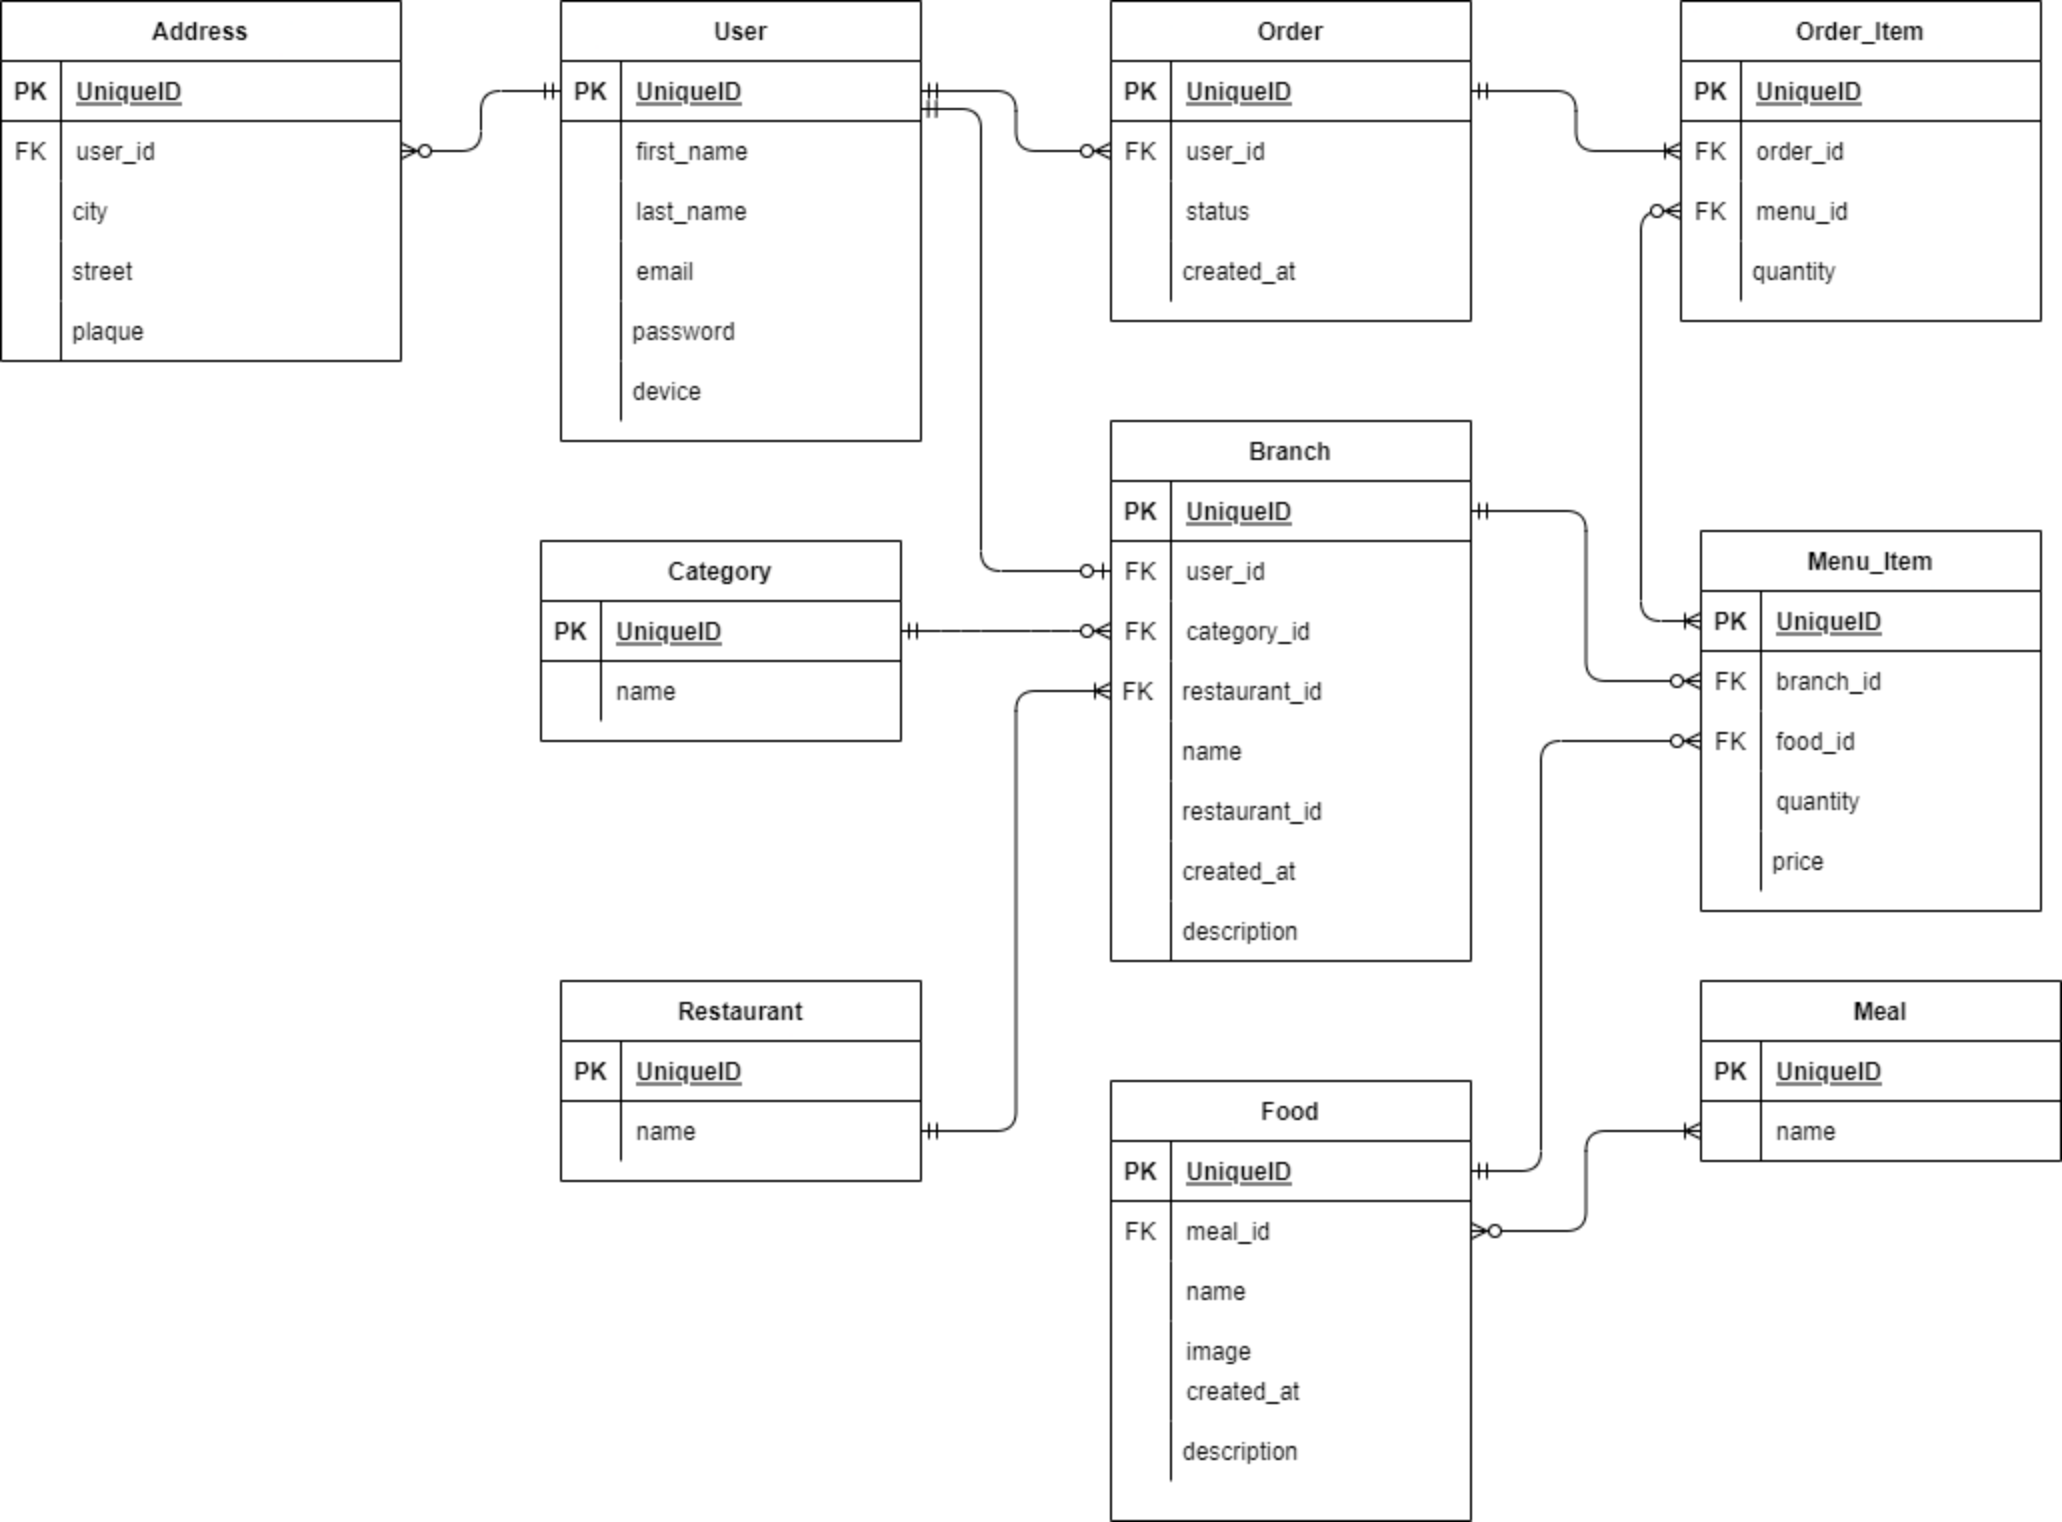 Address
PK UniqueID
FK user_id
city
street
plaque
User
PK UniqueID
first_name
last_name
email
password
device
Order
PK UniqueID
FK user_id
status
created_at
Order_Item
PK UniqueID
FK order_id
FK menu_id
quantity
Branch
PK UniqueID
FK user_id
FK category_id
FK restaurant_id
name
restaurant_id
created_at
description
Category
PK UniqueID
name
Menu_Item
PK UniqueID
FK branch_id
FK food_id
quantity
price
Restaurant
PK UniqueID
name
Food
PK UniqueID
FK meal_id
name
image
created_at
description
Meal
PK UniqueID
name